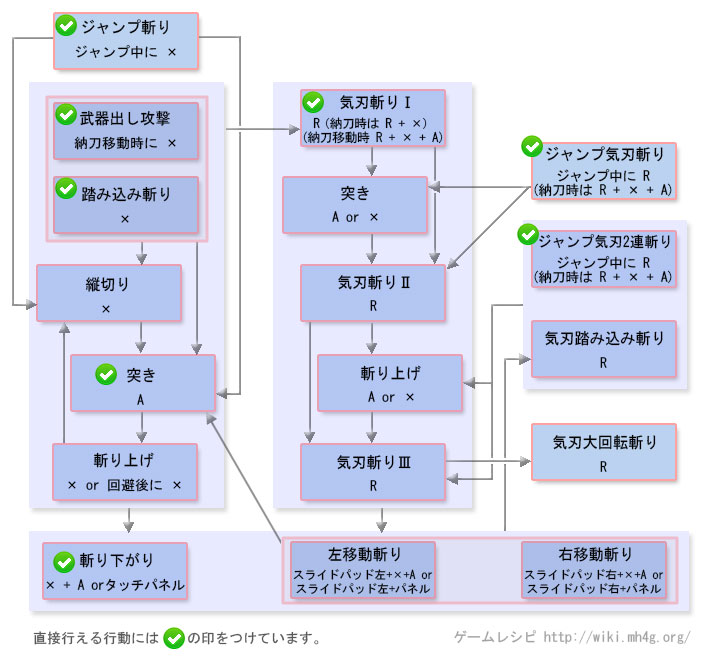 ジャンプ斬り
ジャンプ中に ×
武器出し攻撃
納刀移動時に ×
踏み込み斬り
×
縦切り
×
突き
A
斬り上げ
× or 回避後に ×
気刃斬りⅠ
R (納刀時は R + ×)
(納刀移動時 R + × + A)
突き
A or ×
気刃斬りⅡ
R
斬り上げ
A or ×
気刃斬りⅢ
R
ジャンプ気刃斬り
ジャンプ中に R
(納刀時は R + × + A)
ジャンプ気刃2連斬り
ジャンプ中に R
(納刀時は R + × + A)
気刃踏み込み斬り
R
気刃大回転斬り
R
斬り下がり
× + A orタッチパネル
左移動斬り
スライドパッド左+×+A or
スライドパッド左+パネル
右移動斬り
スライドパッド右+×+A or
スライドパッド右+パネル
直接行える行動には の印をつけています。
ゲームレシピ http://wiki.mh4g.org/